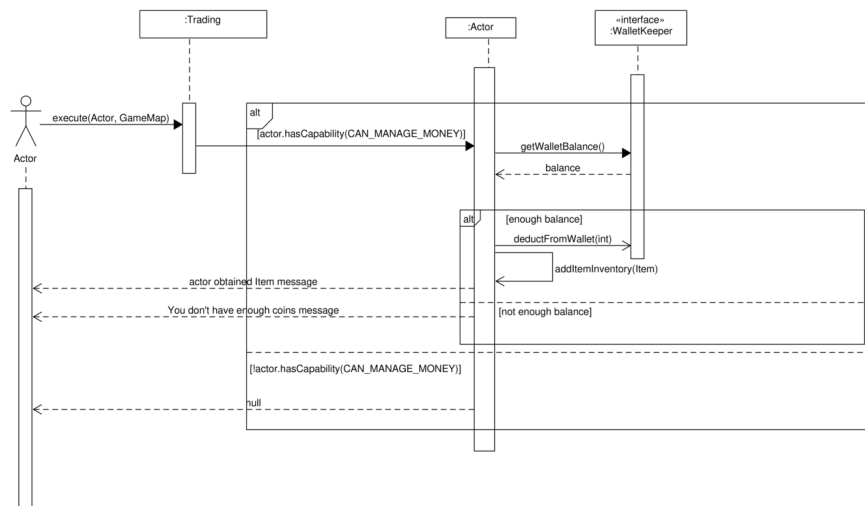 :Trading
:Actor
«interface»
:WalletKeeper
alt
execute(Actor, GameMap)
[actor.hasCapability(CAN_MANAGE_MONEY)]
getWalletBalance()
Actor
balance
alt
[enough balance]
deductFromWallet(int)
addItemInventory(Item)
actor obtained Item message
You don't have enough coins message
[not enough balance]
[!actor.hasCapability(CAN_MANAGE_MONEY)]
null